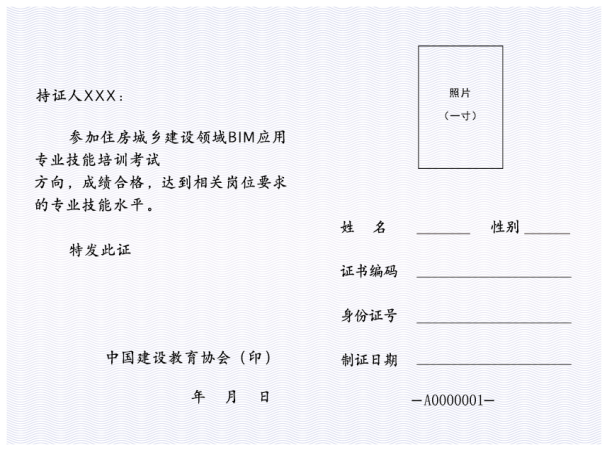 持证人XXX：
参加住房城乡建设领域BIM应用
专业技能培训考试
方向，成绩合格，达到相关岗位要求
的专业技能水平。
特发此证
中国建设教育协会（印）
年 月 日
照片
（一寸）
姓 名 ______ 性别 ______
证书编码
身份证号
制证日期
—A0000001—